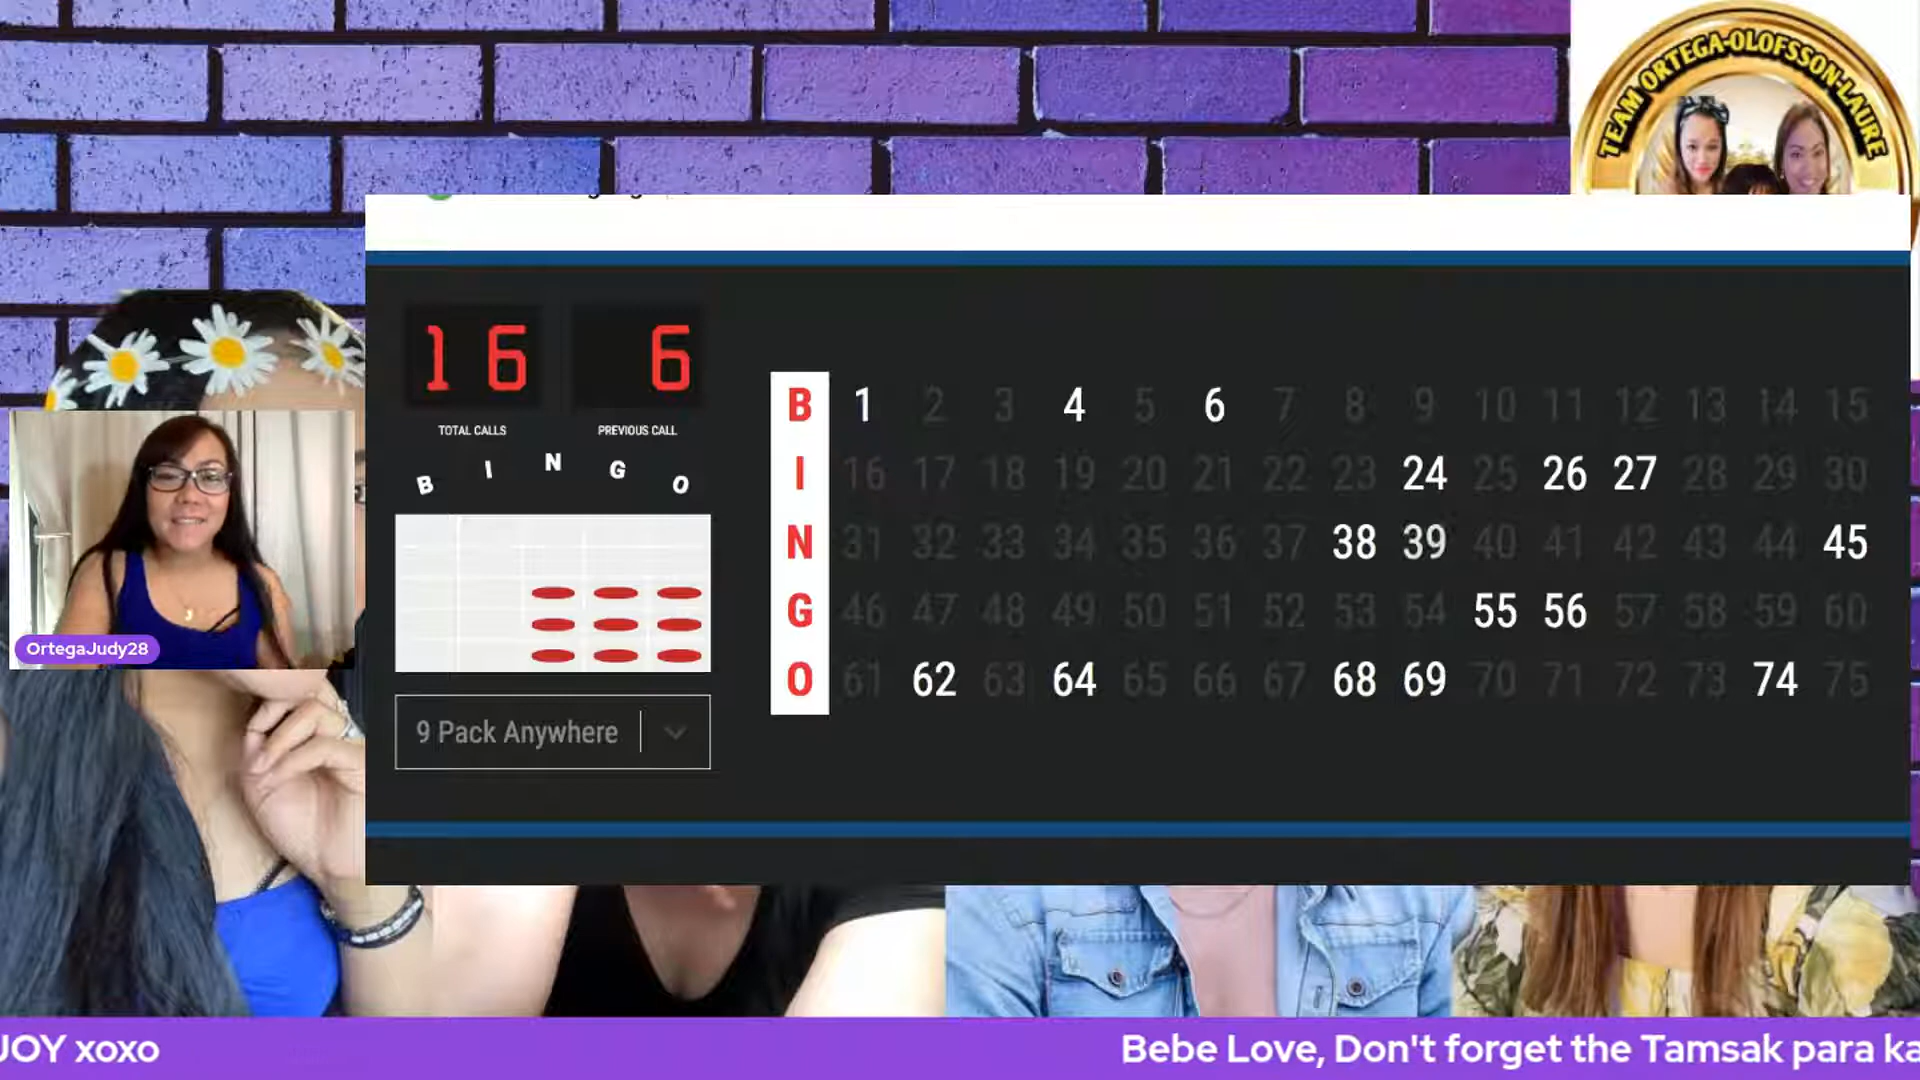 TEAM ORTEGA-OLOFSSON-LAURE
16 6
TOTAL CALLS PREVIOUS CALL
B I N G O
9 Pack Anywhere
B 1 2 3 4 5 6 7 8 9 10 11 12 13 14 15
I 16 17 18 19 20 21 22 23 24 25 26 27 28 29 30
N 31 32 33 34 35 36 37 38 39 40 41 42 43 44 45
G 46 47 48 49 50 51 52 53 54 55 56 57 58 59 60
O 61 62 63 64 65 66 67 68 69 70 71 72 73 74 75
OrtegaJudy28
JOY xoxo Bebe Love, Don't forget the Tamsak para ka